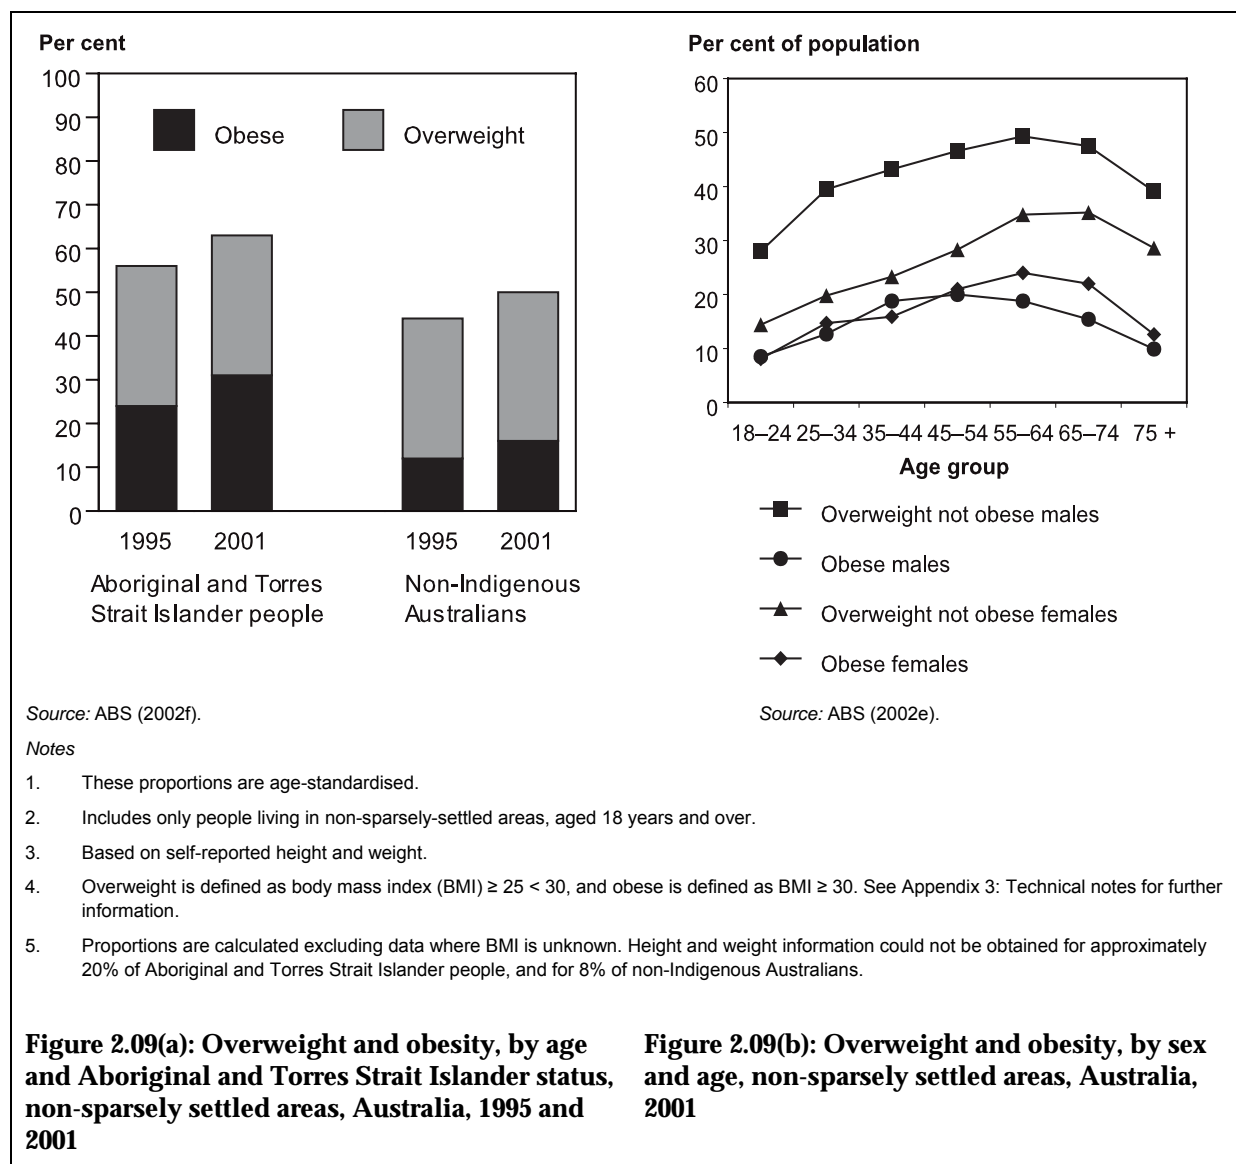 Per cent
100
90
80
70
60
50
40
30
20
10
0
Obese
Overweight
1995 2001 1995 2001
Aboriginal and Torres
Strait Islander people
Non-Indigenous
Australians
Source: ABS (2002f).
Per cent of population
60
50
40
30
20
10
0
18–24 25–34 35–44 45–54 55–64 65–74 75 +
Age group
Overweight not obese males
Obese males
Overweight not obese females
Obese females
Source: ABS (2002e).
Notes
1. These proportions are age-standardised.
2. Includes only people living in non-sparsely-settled areas, aged 18 years and over.
3. Based on self-reported height and weight.
4. Overweight is defined as body mass index (BMI) ≥ 25 < 30, and obese is defined as BMI ≥ 30. See Appendix 3: Technical notes for further
information.
5. Proportions are calculated excluding data where BMI is unknown. Height and weight information could not be obtained for approximately
20% of Aboriginal and Torres Strait Islander people, and for 8% of non-Indigenous Australians.
Figure 2.09(a): Overweight and obesity, by age
and Aboriginal and Torres Strait Islander status,
non-sparsely settled areas, Australia, 1995 and
2001
Figure 2.09(b): Overweight and obesity, by sex
and age, non-sparsely settled areas, Australia,
2001